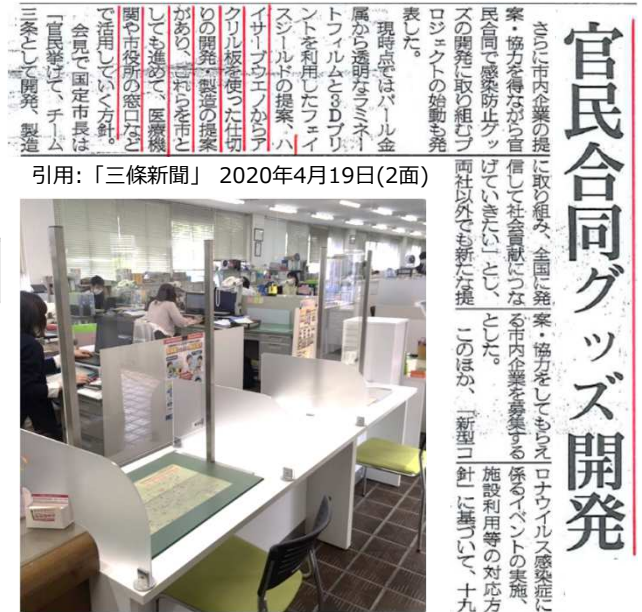 官民合同グッズ開発
さらに市内企業の提
案・協力を得ながら官
民合同で感染防止グッ
ズの開発に取り組むプ
ロジェクトの始動も発
表した。
現時点ではパール金
属から透明なラミネー
トフィルムと3Dプリ
ントを利用したフェイ
スシールドの提案、ハ
イサーブウエノからア
クリル板を使った仕切
りの開発・製造の提案
があり、これらを市と
しても進めて、医療機
関や市役所の窓口など
で活用していく方針。
会見で国定市長は
「官民挙げて、チーム
三条として開発、製造
に取り組み、全国に発
信して社会貢献につな
げていきたい」とし、
両社以外でも新たな提
案・協力をしてもらえ
る市内企業を募集する
とした。
このほか、「新型コ
ロナウイルス感染症に
係るイベントの実施、
施設利用等の対応方
針」に基づいて、十九
引用:「三條新聞」 2020年4月19日(2面)